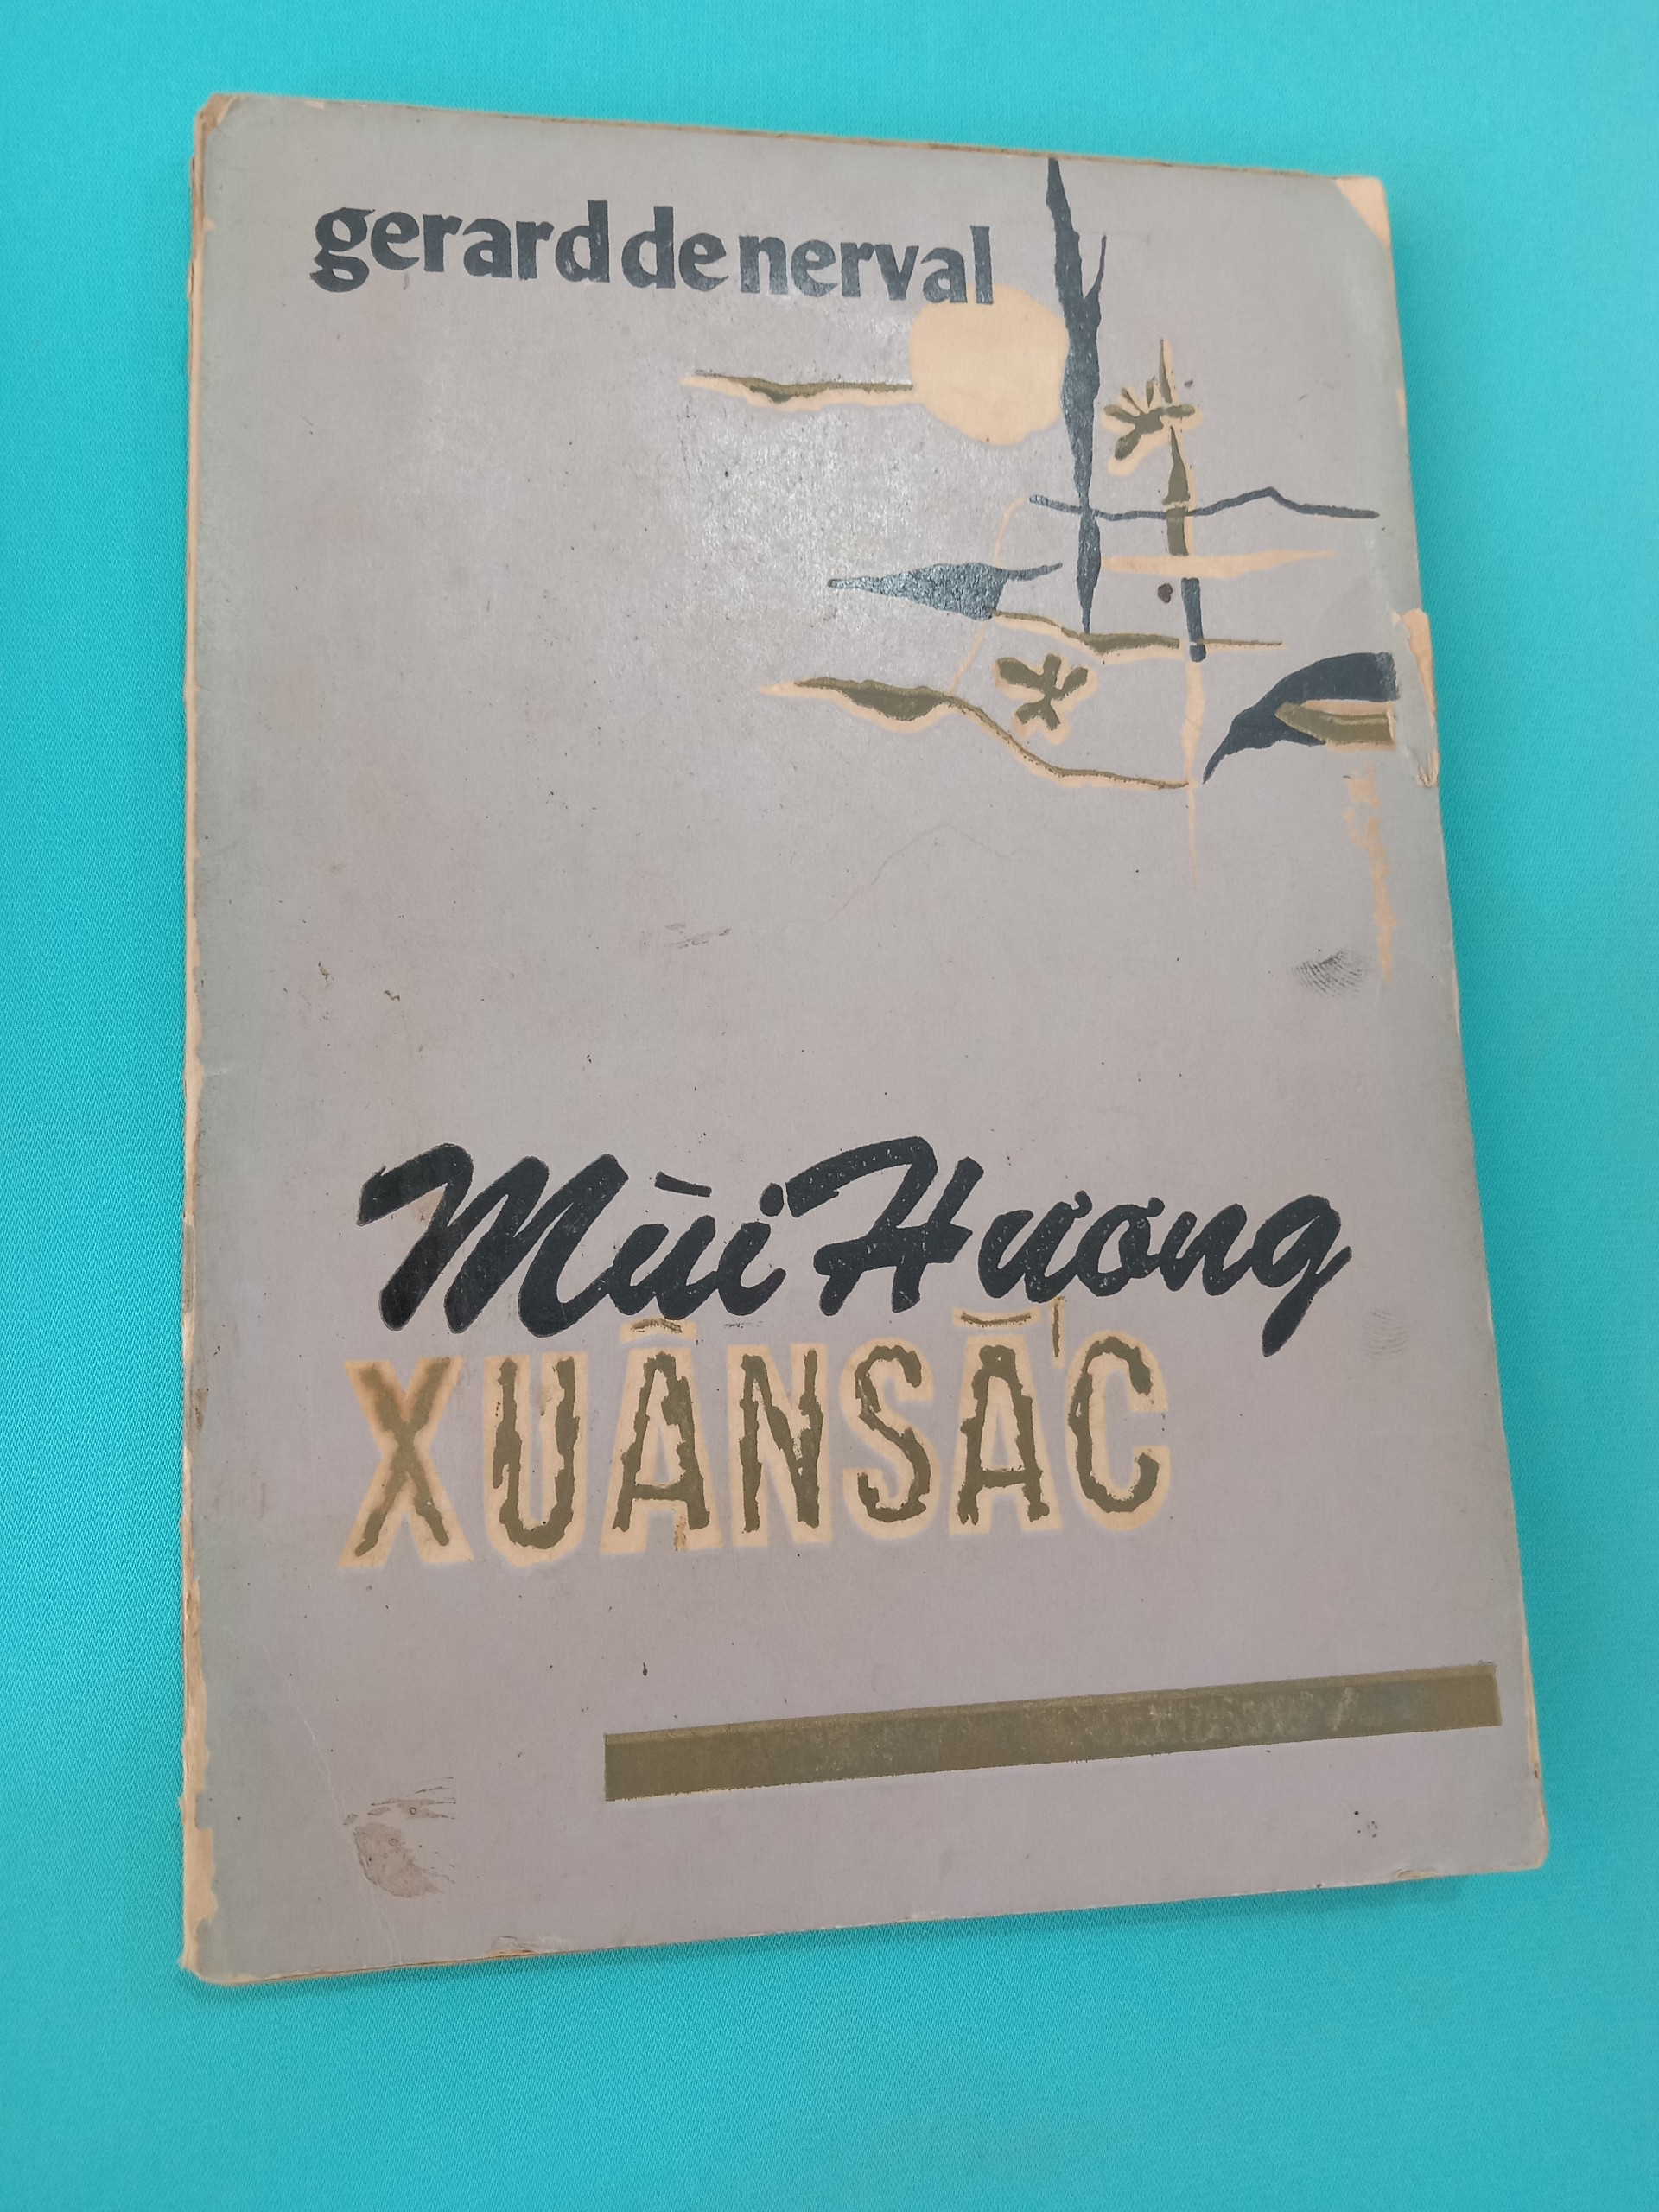 gerard de nerval
Mùi Hương
XUÂN SẮC